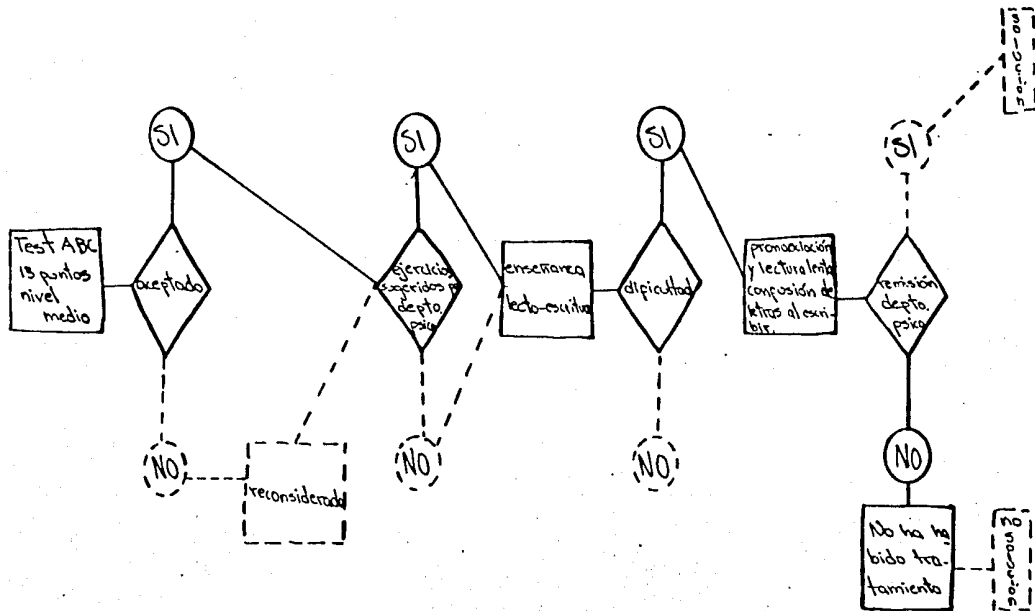 SI
SI
SI
SI
Test ABC
13 puntos
nivel
medio
aceptado
ejercicios
sugeridos p
depto.
psico
enseñanza
lecto-escritura
dificultad
pronunciación
y lectura lenta
confusión de
letras al escri-
bir.
remisión
depto.
psico
NO
reconsiderado
NO
NO
NO
No ha ha
bido tra-
tamiento